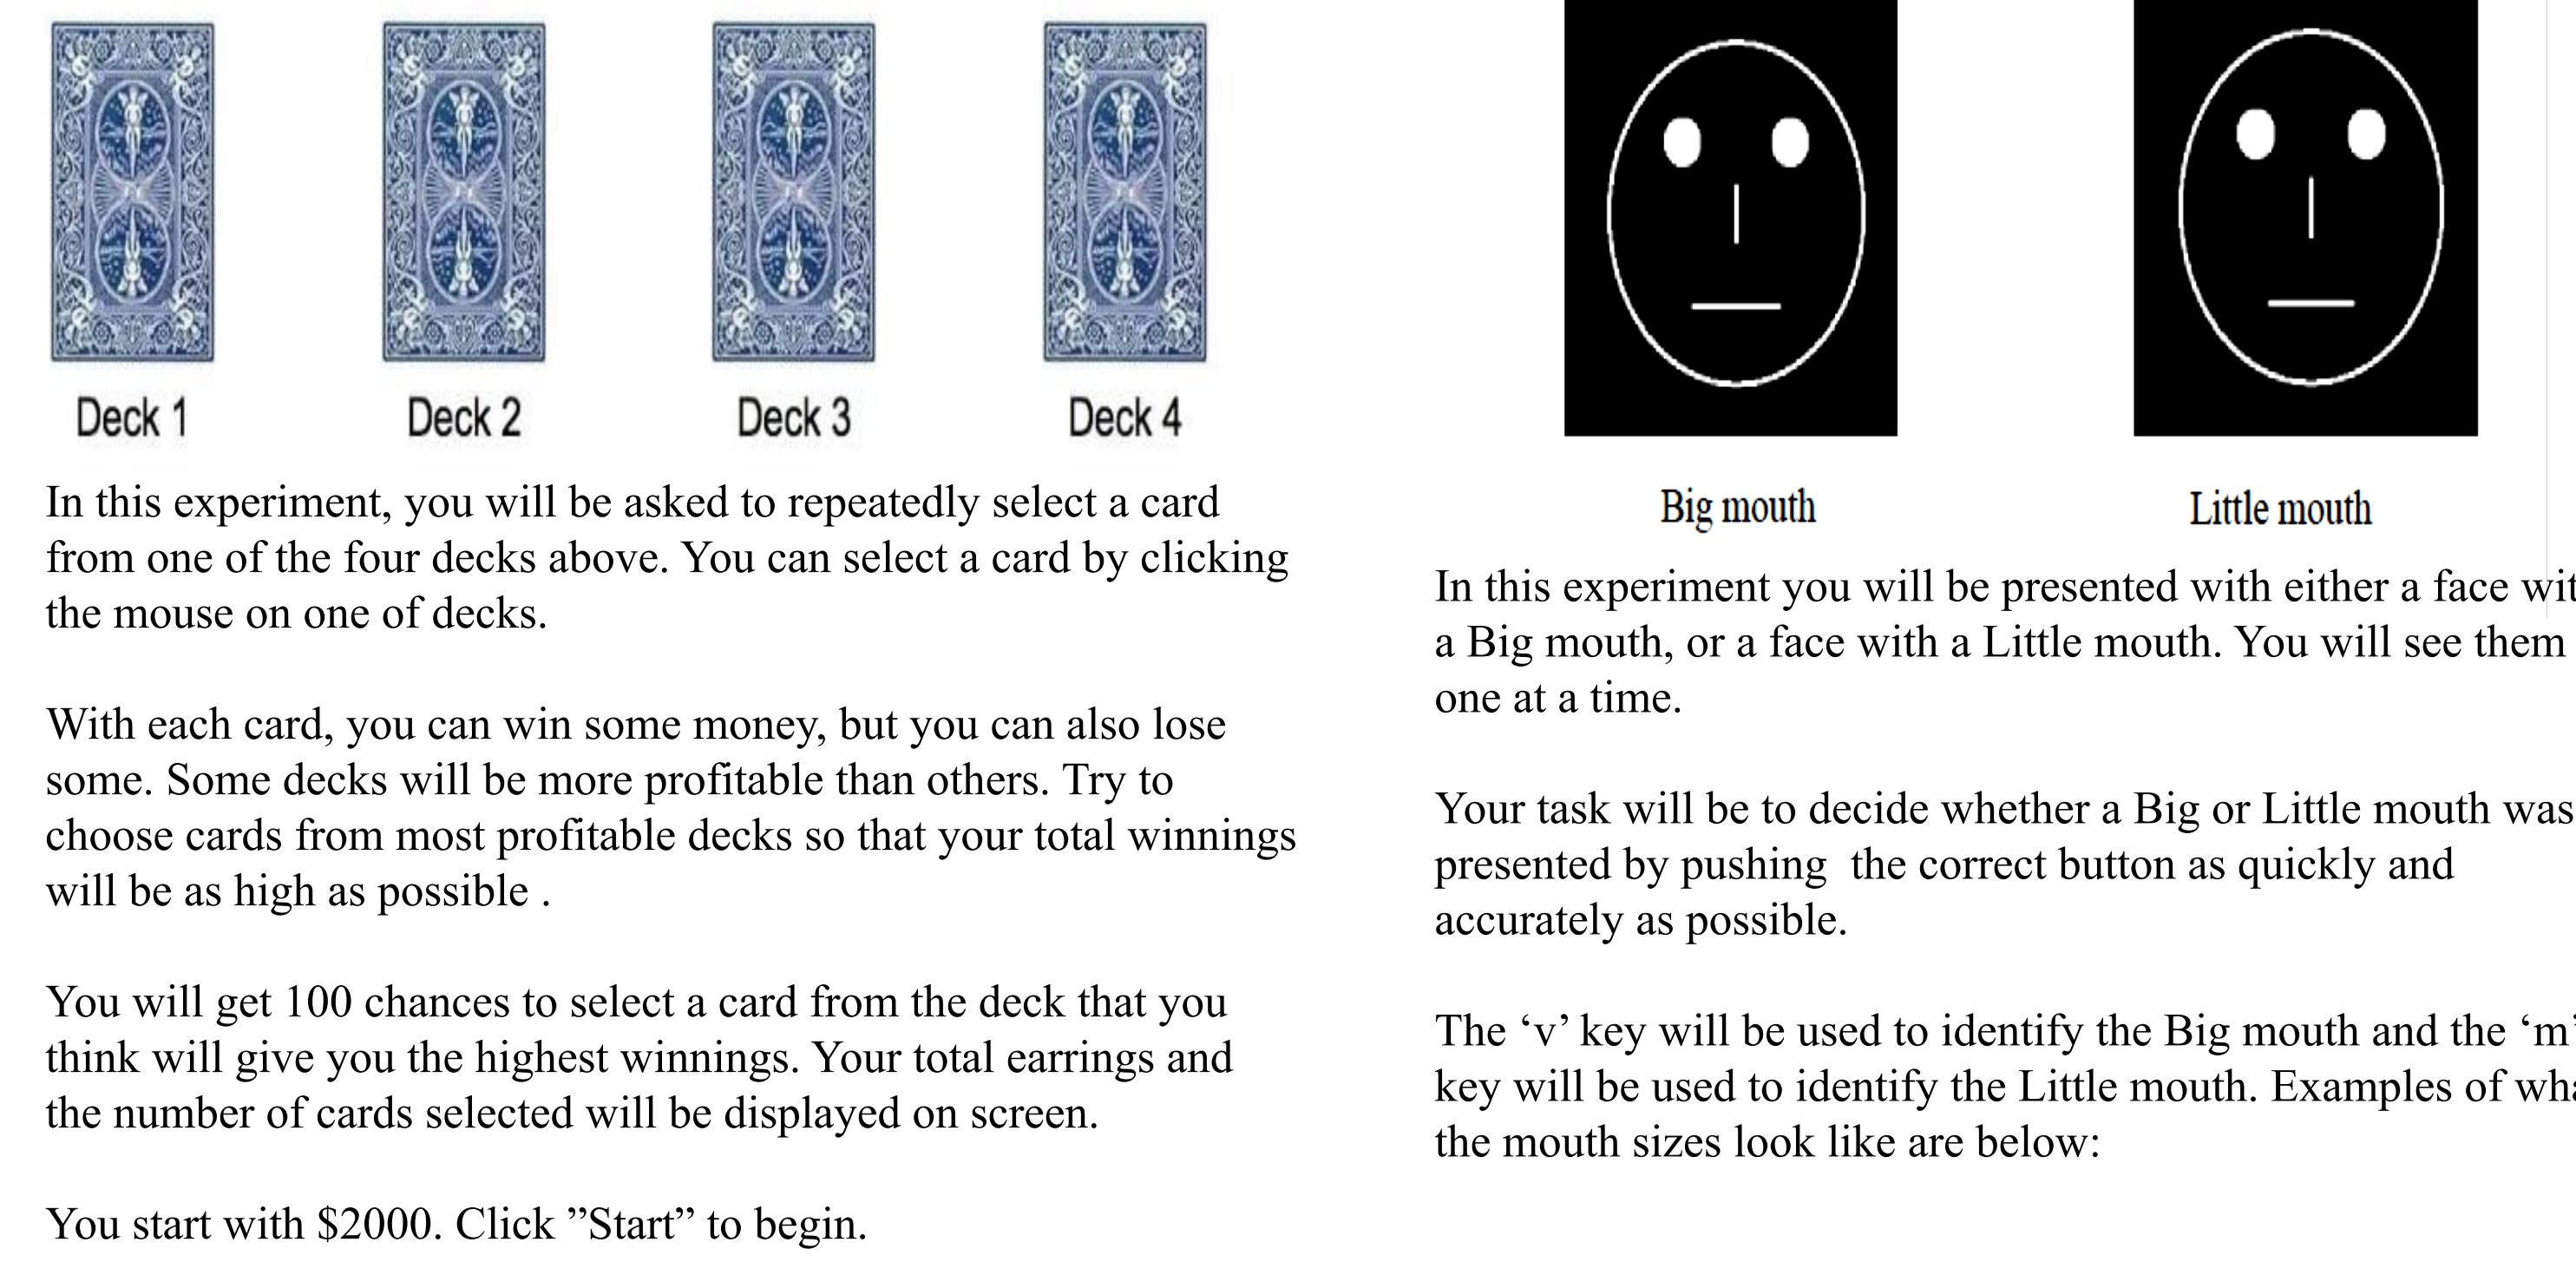 Deck 1
Deck 2
Deck 3
Deck 4
In this experiment, you will be asked to repeatedly select a card
from one of the four decks above. You can select a card by clicking
the mouse on one of decks.
With each card, you can win some money, but you can also lose
some. Some decks will be more profitable than others. Try to
choose cards from most profitable decks so that your total winnings
will be as high as possible .
You will get 100 chances to select a card from the deck that you
think will give you the highest winnings. Your total earrings and
the number of cards selected will be displayed on screen.
You start with $2000. Click ”Start” to begin.
Big mouth
Little mouth
In this experiment you will be presented with either a face wit
a Big mouth, or a face with a Little mouth. You will see them
one at a time.
Your task will be to decide whether a Big or Little mouth was
presented by pushing  the correct button as quickly and
accurately as possible.
The ‘v’ key will be used to identify the Big mouth and the ‘m’
key will be used to identify the Little mouth. Examples of wha
the mouth sizes look like are below: